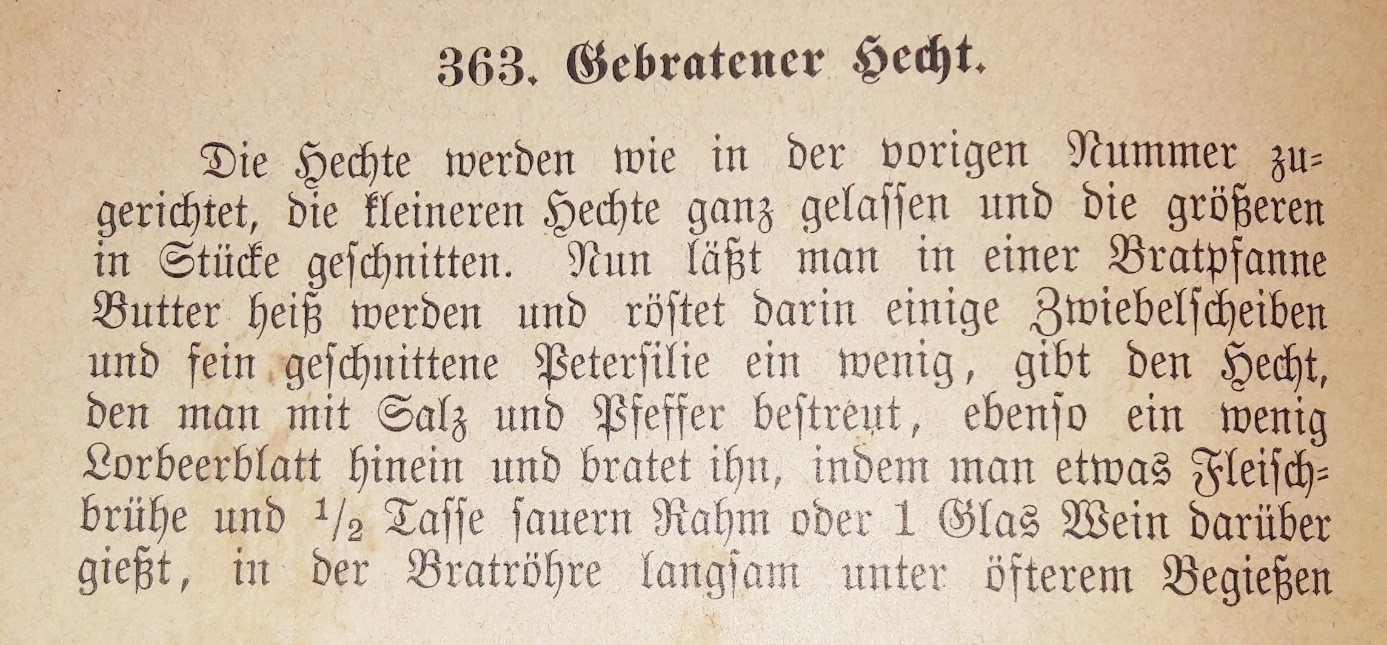 363. Gebratener Hecht.
Die Hechte werden wie in der vorigen Nummer zu=
gerichtet, die kleineren Hechte ganz gelassen und die größeren
in Stücke geschnitten. Nun läßt man in einer Bratpfanne
Butter heiß werden und röstet darin einige Zwiebelscheiben
und fein geschnittene Petersilie ein wenig, gibt den Hecht,
den man mit Salz und Pfeffer bestreut, ebenso ein wenig
Lorbeerblatt hinein und bratet ihn, indem man etwas Fleisch=
brühe und 1/2 Tasse sauern Rahm oder 1 Glas Wein darüber
gießt, in der Bratröhre langsam unter öfterem Begießen